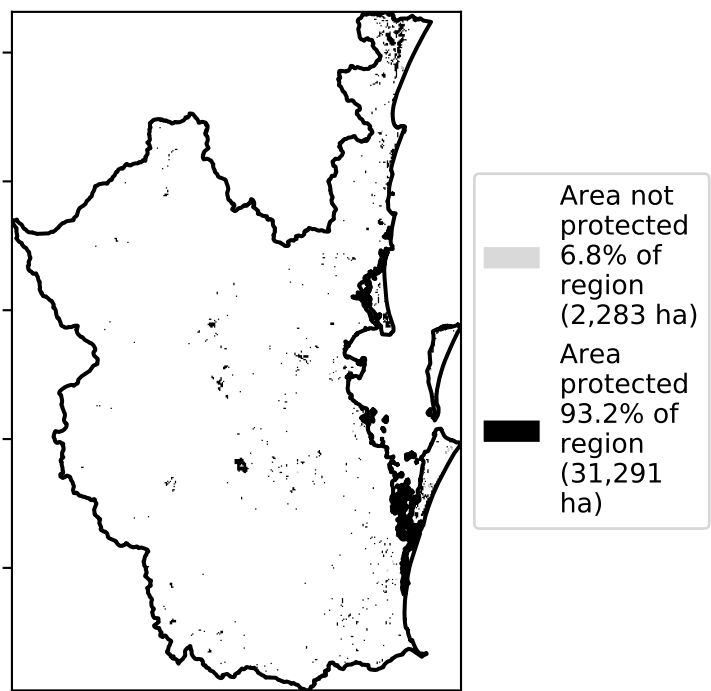 Area not
protected
6.8% of
region
(2,283 ha)
Area
protected
93.2% of
region
(31,291
ha)